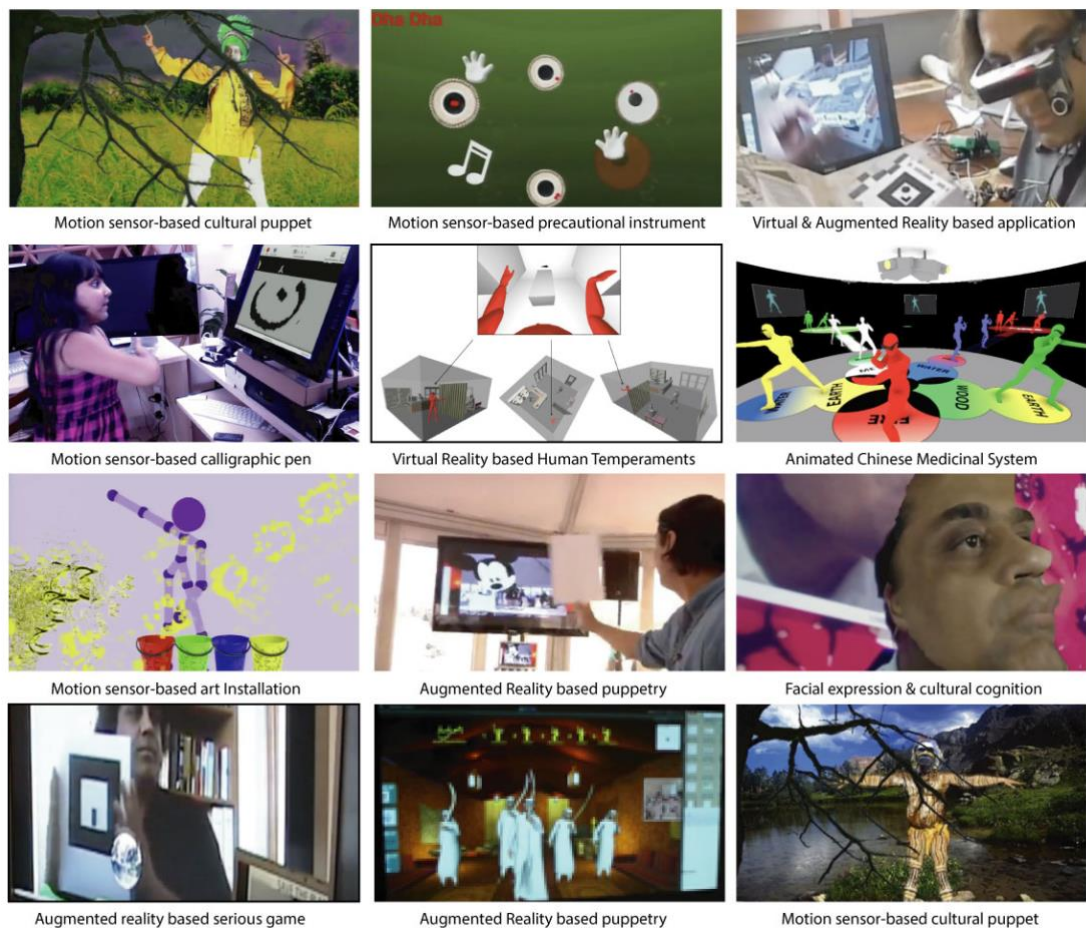 Dha Dha
Motion sensor-based cultural puppet
Motion sensor-based precautional instrument
Virtual & Augmented Reality based application
Motion sensor-based calligraphic pen
Virtual Reality based Human Temperaments
ME
WATER
WATER
EARTH
FIRE
WOOD
EARTH
Animated Chinese Medicinal System
Motion sensor-based art Installation
Augmented Reality based puppetry
Facial expression & cultural cognition
Augmented reality based serious game
Augmented Reality based puppetry
Motion sensor-based cultural puppet